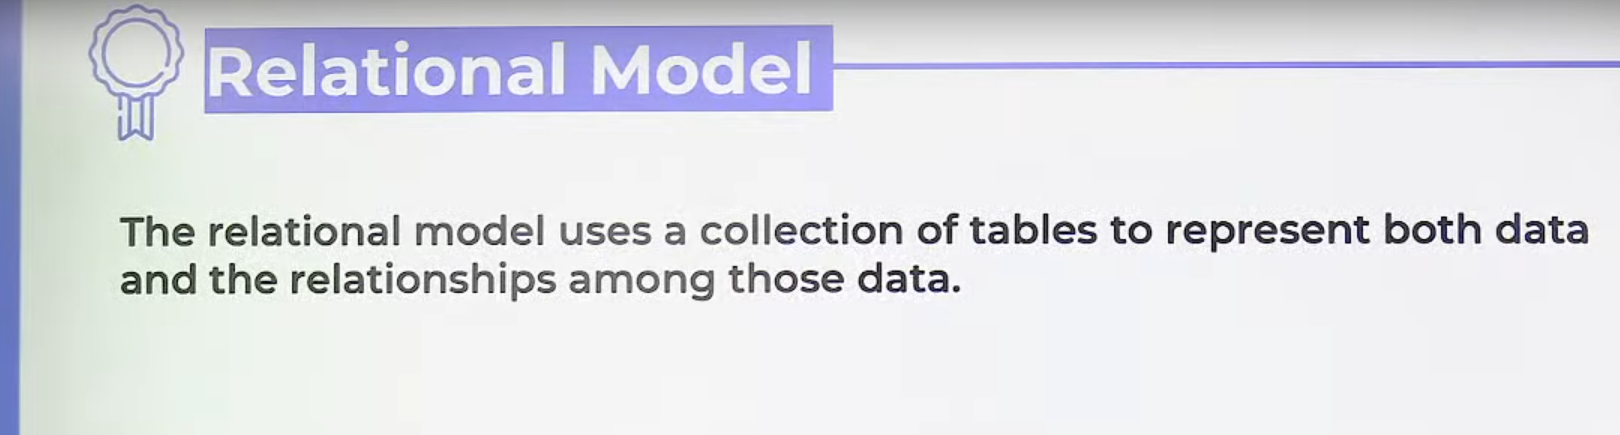 Relational Model
The relational model uses a collection of tables to represent both data
and the relationships among those data.